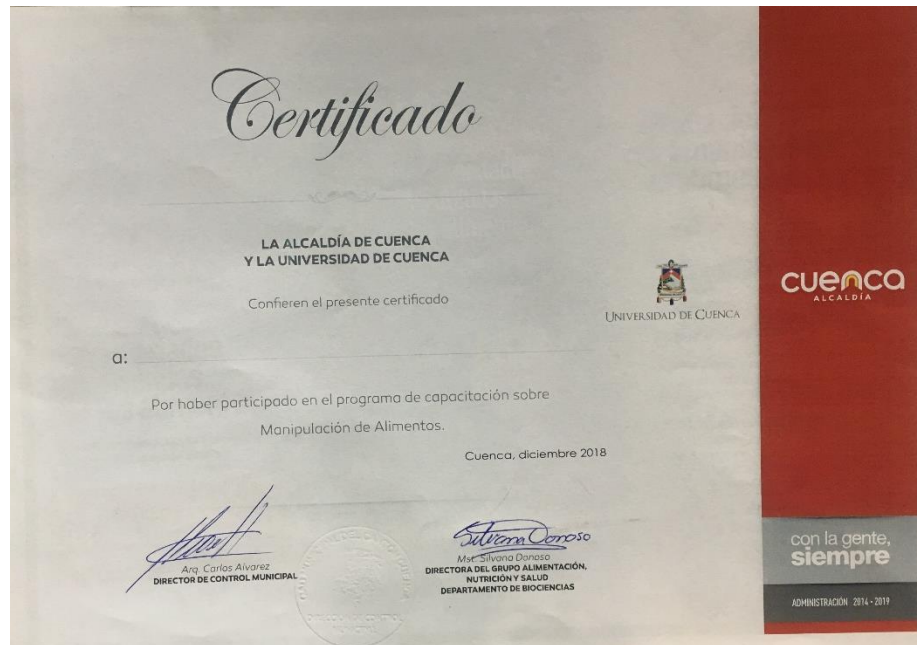 Certificado
LA ALCALDÍA DE CUENCA
Y LA UNIVERSIDAD DE CUENCA
Confieren el presente certificado
a:
Por haber participado en el programa de capacitación sobre
Manipulación de Alimentos.
Cuenca, diciembre 2018
Arq. Carlos Alvarez
DIRECTOR DE CONTROL MUNICIPAL
Silvana Donoso
Mst. Silvana Donoso
DIRECTORA DEL GRUPO ALIMENTACIÓN,
NUTRICIÓN Y SALUD
DEPARTAMENTO DE BIOCIENCIAS
UNIVERSIDAD DE CUENCA
cuenca
ALCALDÍA
con la gente,
siempre
ADMINISTRACIÓN 2014 - 2019